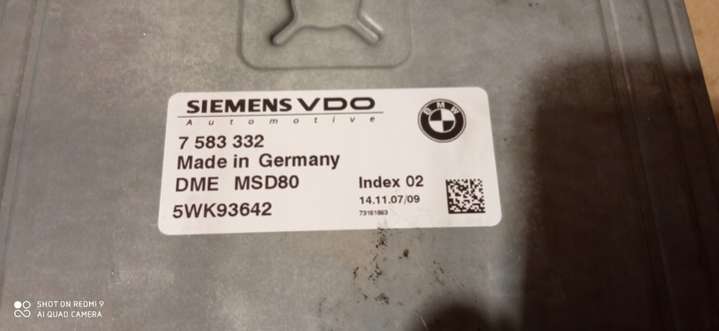 SIEMENS VDO
Automotive
BMW
7 583 332
Made in Germany
DME MSD80
Index 02
5WK93642
14.11.07/09
73161863
SHOT ON REDMI 9
AI QUAD CAMERA